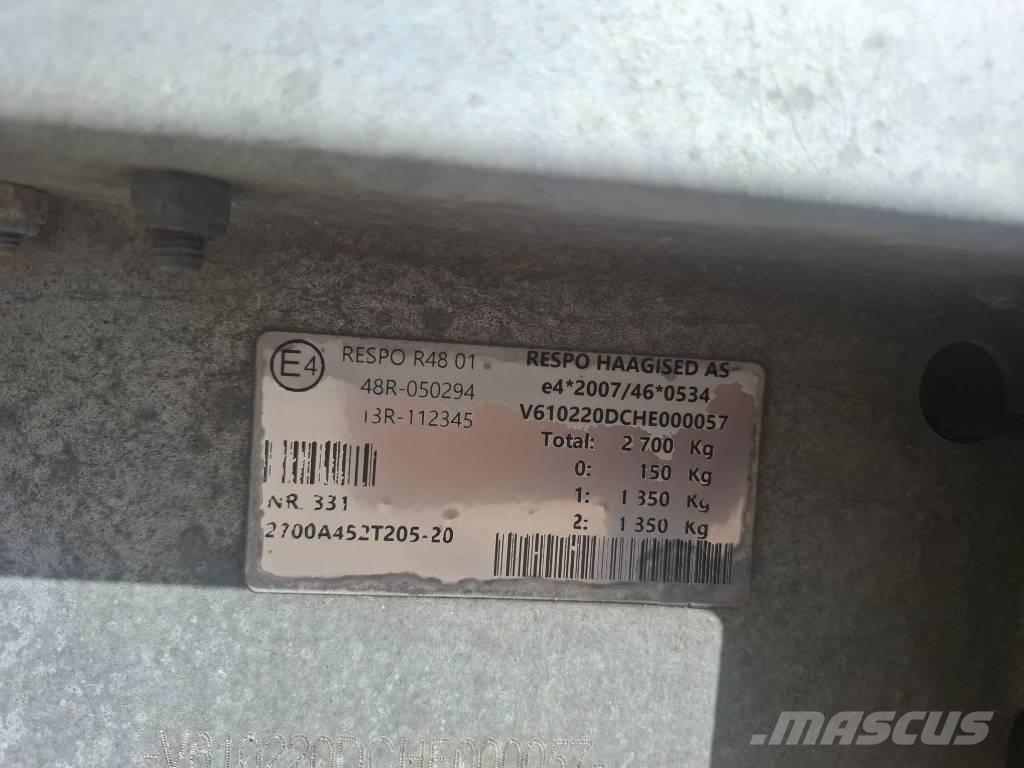 E4
RESPO R48 01
48R-050294
13R-112345
NR. 331
2700A452T205-20
RESPO HAAGISED AS
e4*2007/46*0534
V610220DCHE000057
Total: 2 700 Kg
0: 150 Kg
1: 1 350 Kg
2: 1 350 Kg
V610220DCHE000057
MASCUS